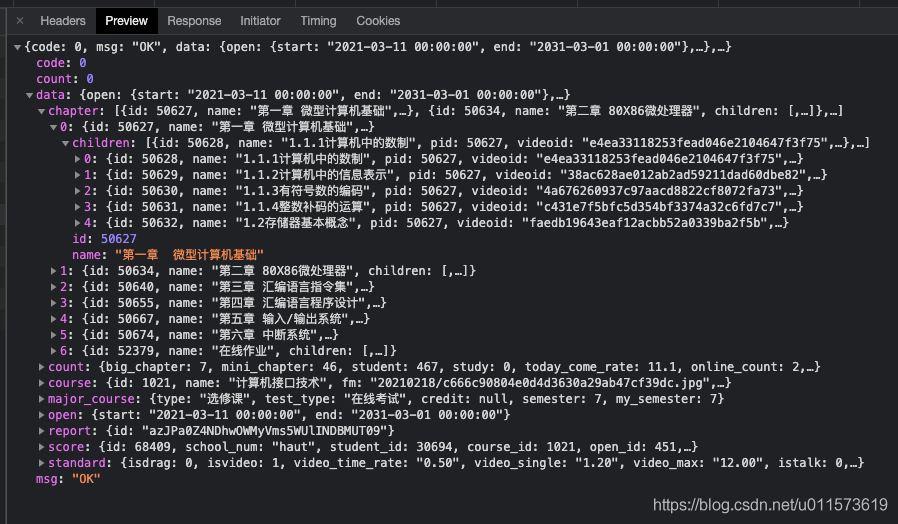 × Headers Preview Response Initiator Timing Cookies
▼{code: 0, msg: "OK", data: {open: {start: "2021-03-11 00:00:00", end: "2031-03-01 00:00:00"},…},…}
code: 0
count: 0
▼data: {open: {start: "2021-03-11 00:00:00", end: "2031-03-01 00:00:00"},…}
▼chapter: [{id: 50627, name: "第一章 微型计算机基础",…}, {id: 50634, name: "第二章 80X86微处理器", children: [,…]},…]
▼0: {id: 50627, name: "第一章 微型计算机基础",…}
▼children: [{id: 50628, name: "1.1.1计算机中的数制", pid: 50627, videoid: "e4ea33118253fead046e2104647f3f75",…},…]
▶0: {id: 50628, name: "1.1.1计算机中的数制", pid: 50627, videoid: "e4ea33118253fead046e2104647f3f75",…}
▶1: {id: 50629, name: "1.1.2计算机中的信息表示", pid: 50627, videoid: "38ac628ae012ab2ad59211dad60dbe82",…}
▶2: {id: 50630, name: "1.1.3有符号数的编码", pid: 50627, videoid: "4a676260937c97aacd8822cf8072fa73",…}
▶3: {id: 50631, name: "1.1.4整数补码的运算", pid: 50627, videoid: "c431e7f5bfc5d354bf3374a32c6fd7c7",…}
▶4: {id: 50632, name: "1.2存储器基本概念", pid: 50627, videoid: "faedb19643eaf12acbb52a0339ba2f5b",…}
id: 50627
name: "第一章  微型计算机基础"
▶1: {id: 50634, name: "第二章 80X86微处理器", children: [,…]}
▶2: {id: 50640, name: "第三章 汇编语言指令集",…}
▶3: {id: 50655, name: "第四章 汇编语言程序设计",…}
▶4: {id: 50667, name: "第五章 输入/输出系统",…}
▶5: {id: 50674, name: "第六章 中断系统",…}
▶6: {id: 52379, name: "在线作业", children: [,…]}
▶count: {big_chapter: 7, mini_chapter: 46, student: 467, study: 0, today_come_rate: 11.1, online_count: 2,…}
▶course: {id: 1021, name: "计算机接口技术", fm: "20210218/c666c90804e0d4d3630a29ab47cf39dc.jpg",…}
▶major_course: {type: "选修课", test_type: "在线考试", credit: null, semester: 7, my_semester: 7}
▶open: {start: "2021-03-11 00:00:00", end: "2031-03-01 00:00:00"}
▶report: {id: "azJPa0Z4NDhwOWMyVms5WUlINDBMUT09"}
▶score: {id: 68409, school_num: "haut", student_id: 30694, course_id: 1021, open_id: 451,…}
▶standard: {isdrag: 0, isvideo: 1, video_time_rate: "0.50", video_single: "1.20", video_max: "12.00", istalk: 0,…}
msg: "OK"
https://blog.csdn.net/u011573619